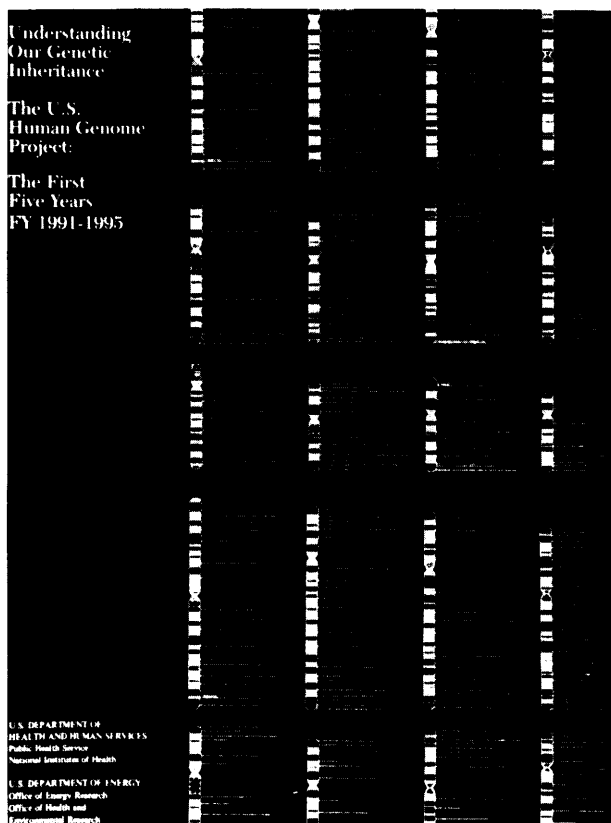 Understanding
Our Genetic
Inheritance
The U.S.
Human Genome
Project:
The First
Five Years
FY 1991-1995
U.S. DEPARTMENT OF
HEALTH AND HUMAN SERVICES
Public Health Service
National Institutes of Health
U.S. DEPARTMENT OF ENERGY
Office of Energy Research
Office of Health and
Environmental Research